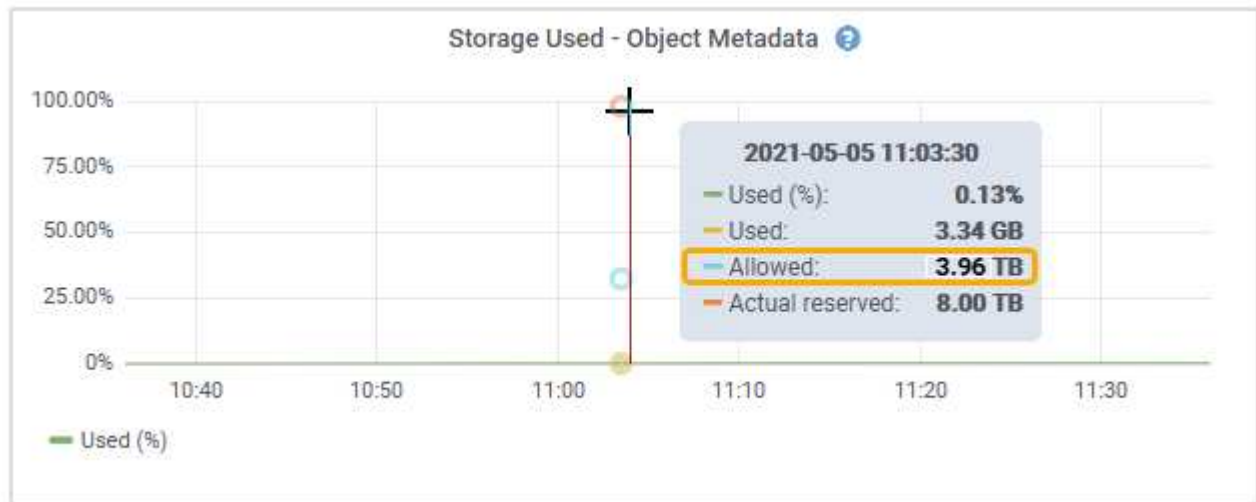 Storage Used - Object Metadata ?
100.00%
75.00%
50.00%
25.00%
0%
2021-05-05 11:03:30
Used (%): 0.13%
Used: 3.34 GB
Allowed: 3.96 TB
Actual reserved: 8.00 TB
10:40 10:50 11:00 11:10 11:20 11:30
Used (%)